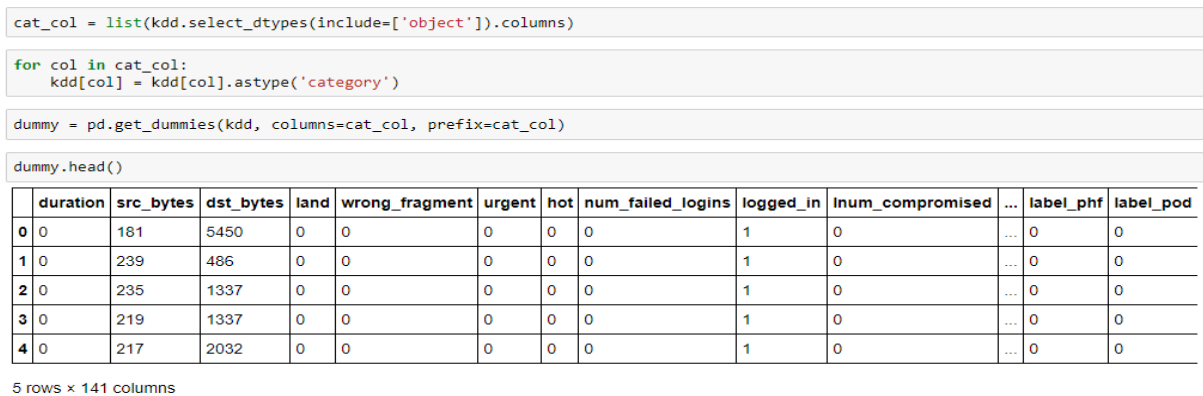 cat_col = list(kdd.select_dtypes(include=['object']).columns)
for col in cat_col:
    kdd[col] = kdd[col].astype('category')
dummy = pd.get_dummies(kdd, columns=cat_col, prefix=cat_col)
dummy.head()
duration src_bytes dst_bytes land wrong_fragment urgent hot num_failed_logins logged_in lnum_compromised ... label_phf label_pod
0 0 181 5450 0 0 0 0 0 1 0 ... 0 0
1 0 239 486 0 0 0 0 0 1 0 ... 0 0
2 0 235 1337 0 0 0 0 0 1 0 ... 0 0
3 0 219 1337 0 0 0 0 0 1 0 ... 0 0
4 0 217 2032 0 0 0 0 0 1 0 ... 0 0
5 rows × 141 columns